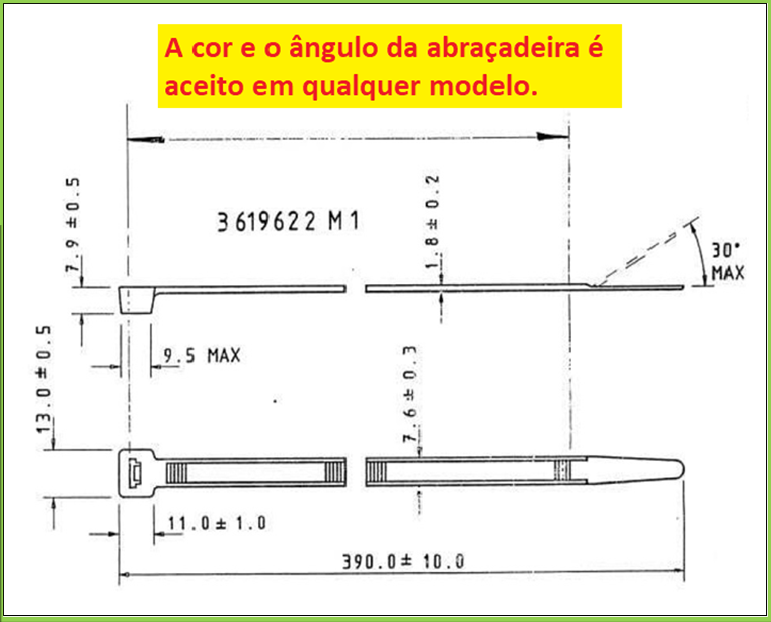 A cor e o ângulo da abraçadeira é
aceito em qualquer modelo.
7.9 ± 0.5
3619622 M1
1.8 ± 0.2
30°
MAX
9.5 MAX
13.0 ± 0.5
7.6 ± 0.3
11.0 ± 1.0
390.0 ± 10.0